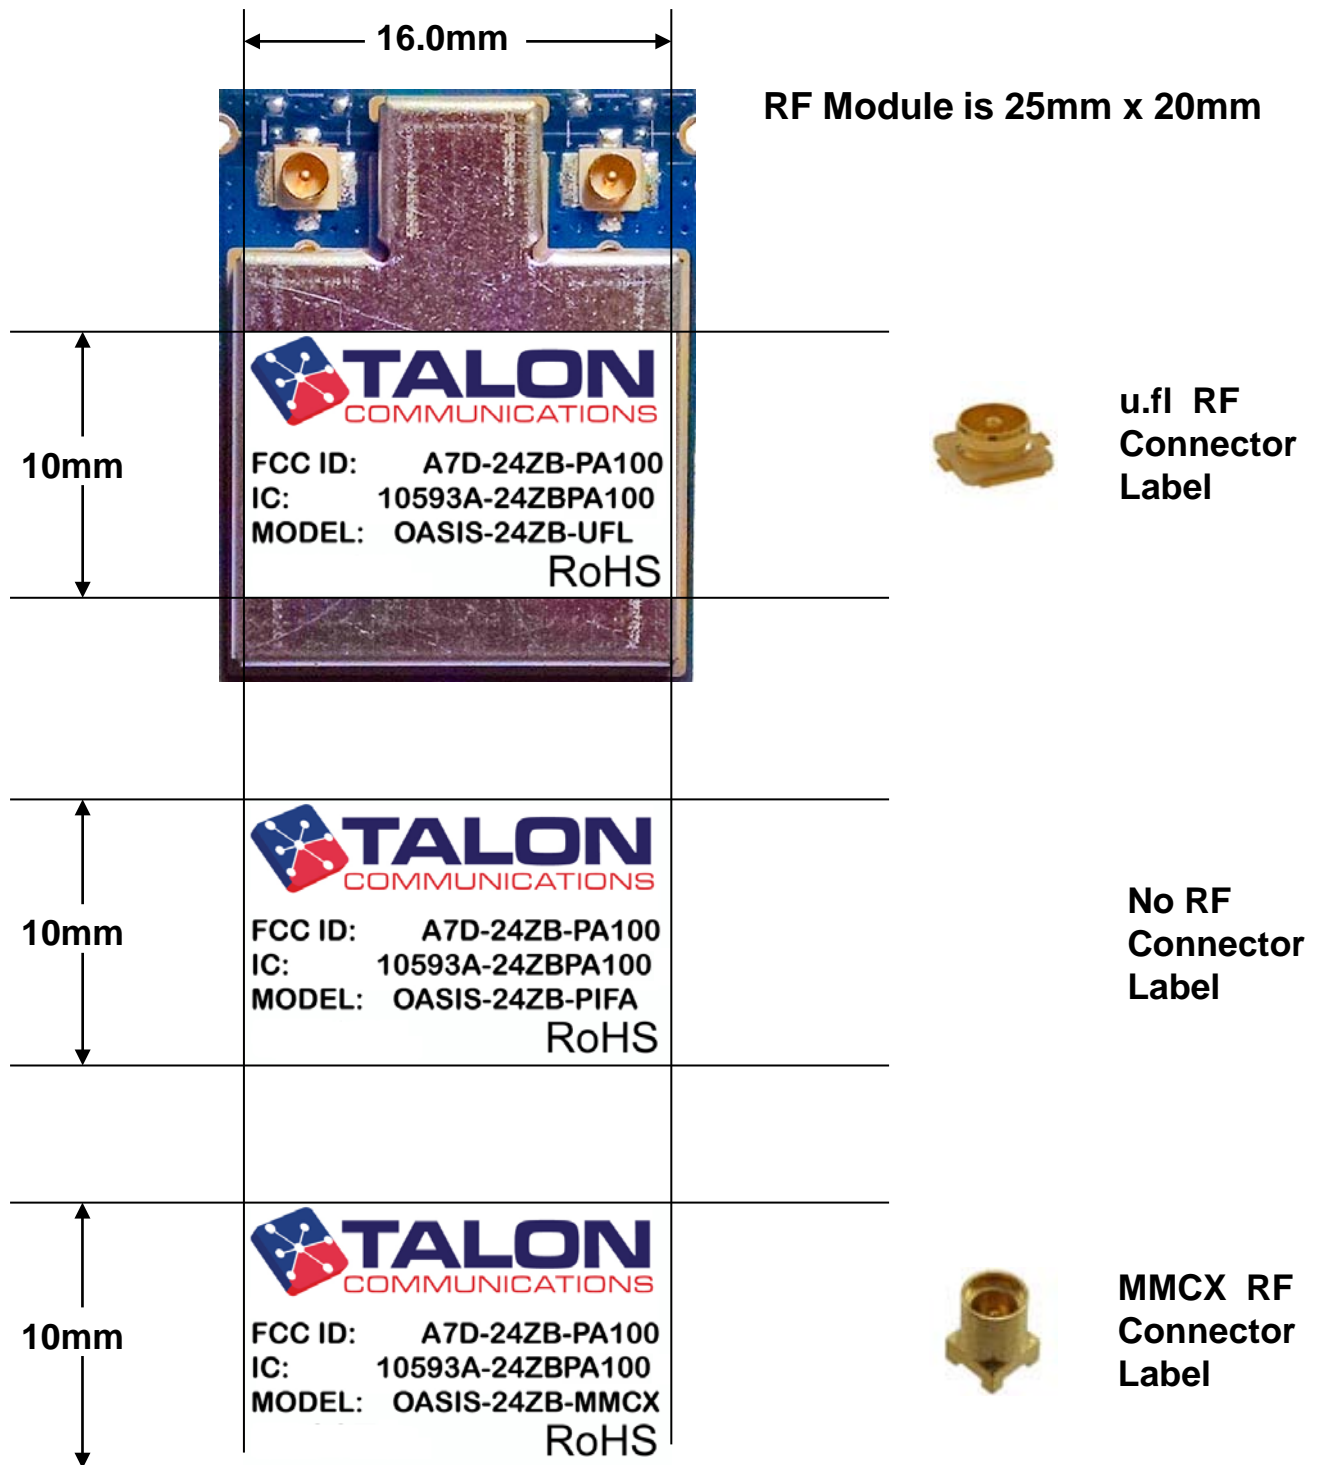 16.0mm
RF Module is 25mm x 20mm
TALON
COMMUNICATIONS
FCC ID: A7D-24ZB-PA100
IC: 10593A-24ZBPA100
MODEL: OASIS-24ZB-UFL
RoHS
10mm
u.fl RF
Connector
Label
TALON
COMMUNICATIONS
FCC ID: A7D-24ZB-PA100
IC: 10593A-24ZBPA100
MODEL: OASIS-24ZB-PIFA
RoHS
10mm
No RF
Connector
Label
TALON
COMMUNICATIONS
FCC ID: A7D-24ZB-PA100
IC: 10593A-24ZBPA100
MODEL: OASIS-24ZB-MMCX
RoHS
10mm
MMCX RF
Connector
Label